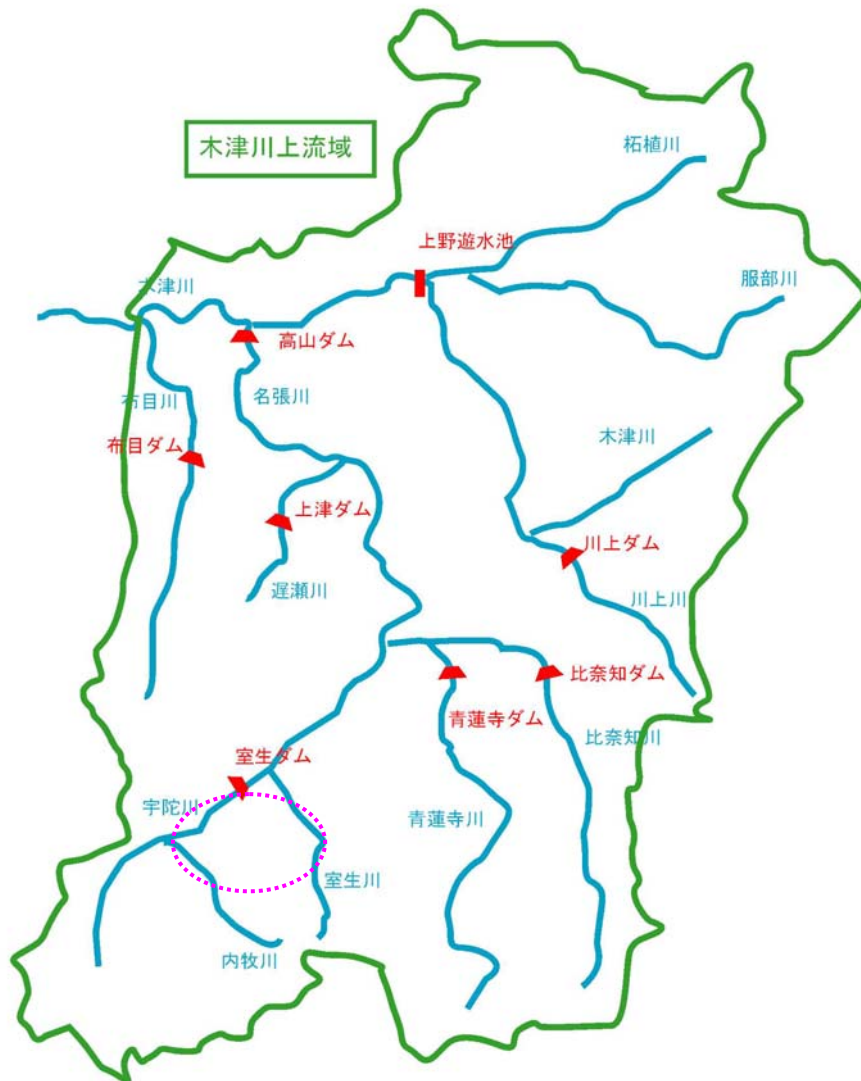 木津川上流域
柘植川
上野遊水池
服部川
木津川
高山ダム
名張川
布目川
布目ダム
木津川
上津ダム
川上ダム
遅瀬川
川上川
比奈知ダム
青蓮寺ダム
比奈知川
室生ダム
宇陀川
青蓮寺川
室生川
内牧川